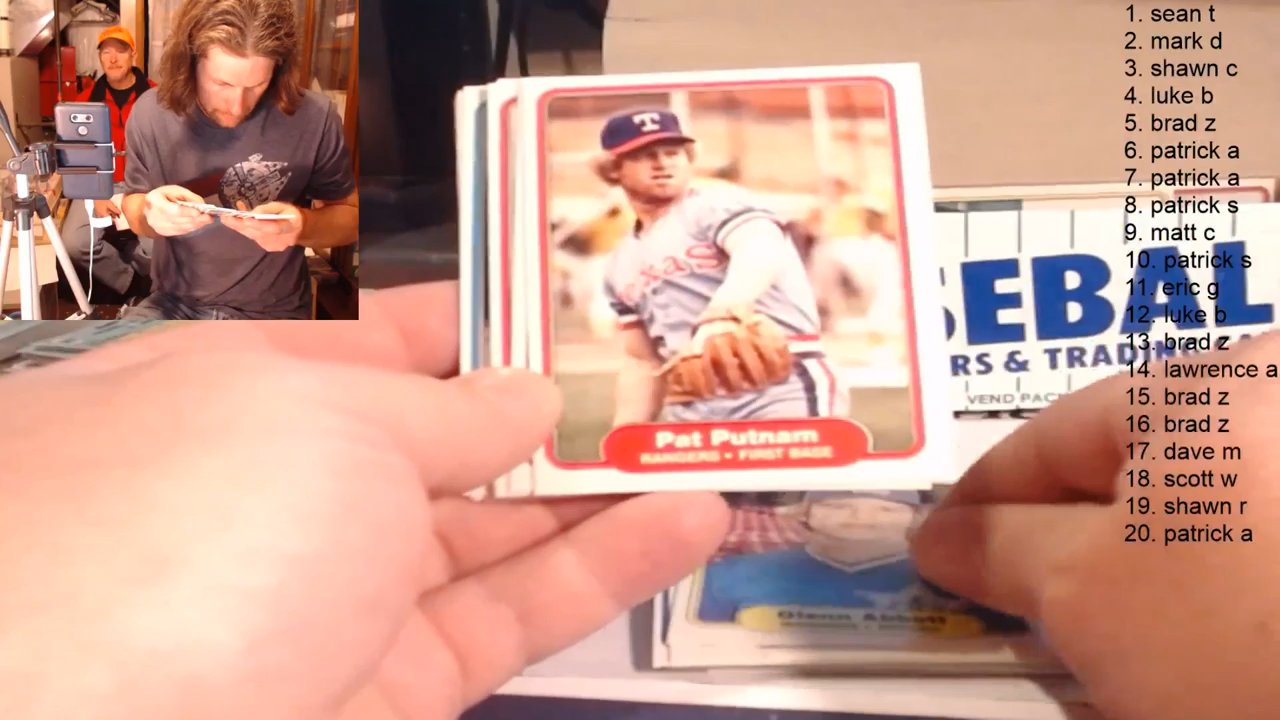 1. sean t
2. mark d
3. shawn c
4. luke b
5. brad z
6. patrick a
7. patrick a
8. patrick s
9. matt c
10. patrick s
11. eric g
12. luke b
13. brad z
14. lawrence a
15. brad z
16. brad z
17. dave m
18. scott w
19. shawn r
20. patrick a
T
Texas
Pat Putnam
RANGERS • FIRST BASE
EBAL
RS & TRADIN
VEND PAC
Glenn Abbott